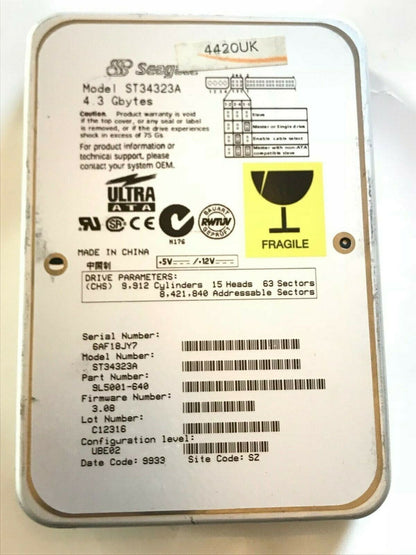 4420UK
Seagate
Model ST34323A
4.3 Gbytes
Caution: Product warranty is void
if the top cover, or any seal or label
is removed, or if the drive experiences
shock in excess of 75 Gs
For product information or
technical support, please
contact your system OEM.
Slave
Master or Single drive
Enable cable select
Master with non-ATA
compatible slave
ULTRA
ATA
N176
BAUART
RWTÜV
GEPRÜFT
FRAGILE
MADE IN CHINA
中国制
+5V /+12V
DRIVE PARAMETERS:
(CHS) 9,912 Cylinders 15 Heads 63 Sectors
8,421,840 Addressable Sectors
Serial Number:
6AF18JY7
Model Number:
ST34323A
Part Number:
9L5001-640
Firmware Number:
3.08
Lot Number:
C12316
Configuration level:
UBE02
Date Code: 9933 Site Code: SZ